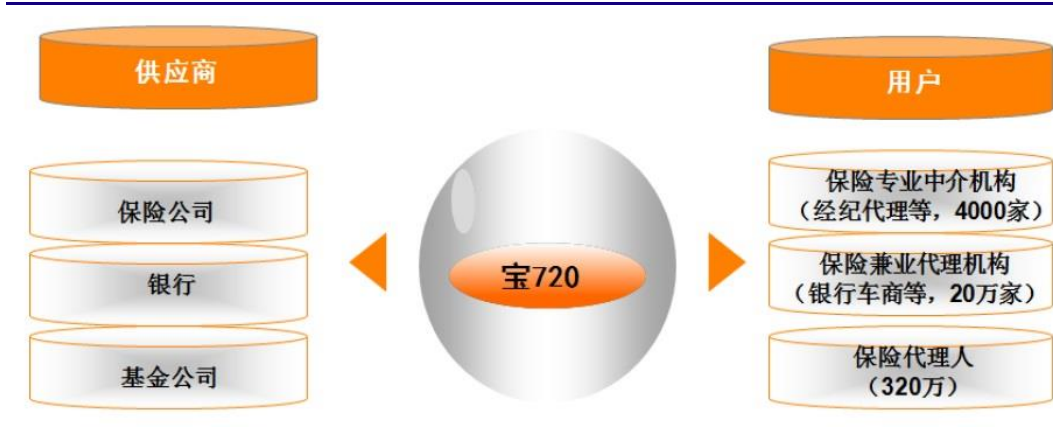 供应商
保险公司
银行
基金公司
宝720
用户
保险专业中介机构
（经纪代理等，4000家）
保险兼业代理机构
（银行车商等，20万家）
保险代理人
（320万）